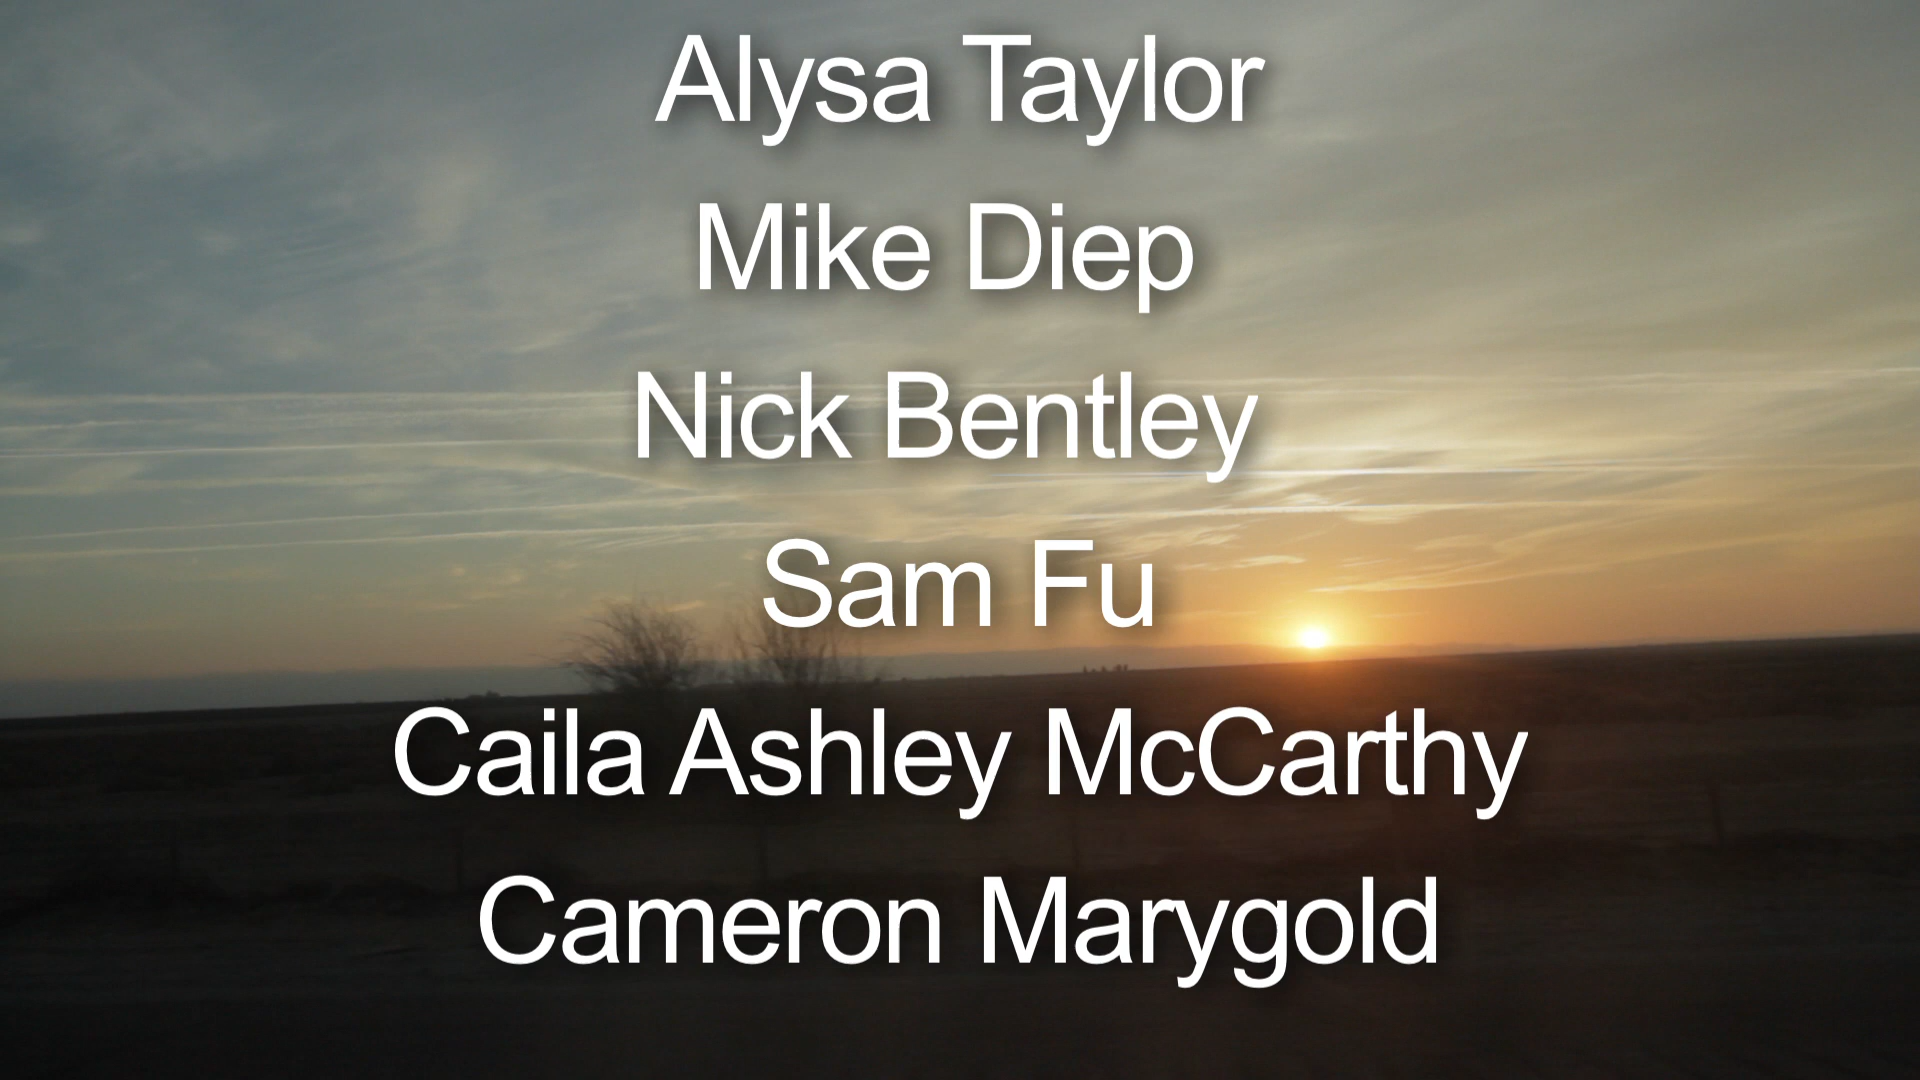 Alysa Taylor
Mike Diep
Nick Bentley
Sam Fu
Caila Ashley McCarthy
Cameron Marygold